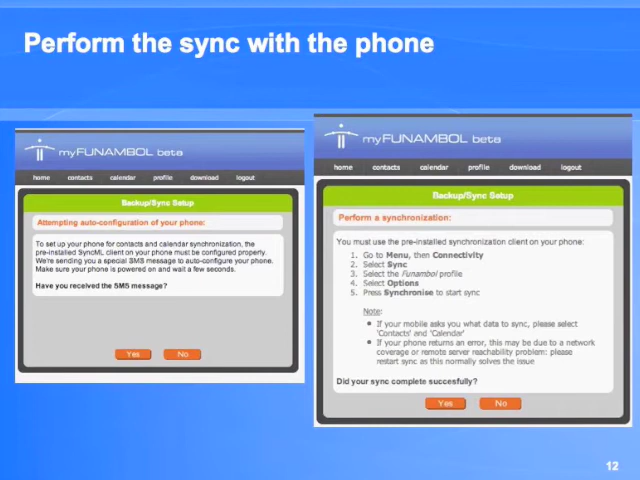 Perform the sync with the phone
myFUNAMBOL beta
home contacts calendar profile download logout
Backup/Sync Setup
Attempting auto-configuration of your phone:
To set up your phone for contacts and calendar synchronization, the
pre-installed SyncML client on your phone must be configured properly.
We're sending you a special SMS message to auto-configure your phone.
Make sure your phone is powered on and wait a few seconds.
Have you received the SMS message?
Yes No
myFUNAMBOL beta
home contacts calendar profile download logout
Backup/Sync Setup
Perform a synchronization:
You must use the pre-installed synchronization client on your phone:
1. Go to Menu, then Connectivity
2. Select Sync
3. Select the Funambol profile
4. Select Options
5. Press Synchronise to start sync
Note:
• If your mobile asks you what data to sync, please select
'Contacts' and 'Calendar'
• If your phone returns an error, this may be due to a network
coverage or remote server reachability problem: please
restart sync as this normally solves the issue
Did your sync complete succesfully?
Yes No
12